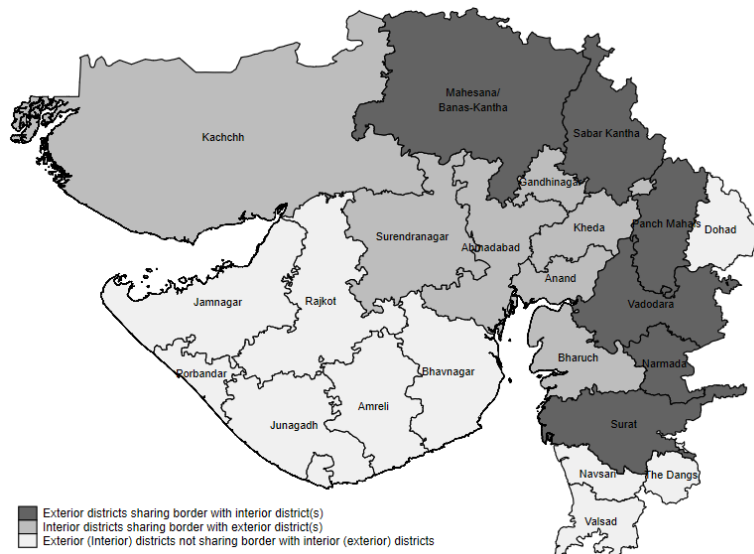 Mahesana/
Banas-Kantha
Kachchh
Sabar Kantha
Gandhinagar
Panch Mahals
Dohad
Kheda
Surendranagar
Ahmadabad
Anand
Jamnagar
Rajkot
Vadodara
Bharuch
Narmada
Porbandar
Bhavnagar
Amreli
Junagadh
Surat
Navsari
The Dangs
Valsad
Exterior districts sharing border with interior district(s)
Interior districts sharing border with exterior district(s)
Exterior (Interior) districts not sharing border with interior (exterior) districts